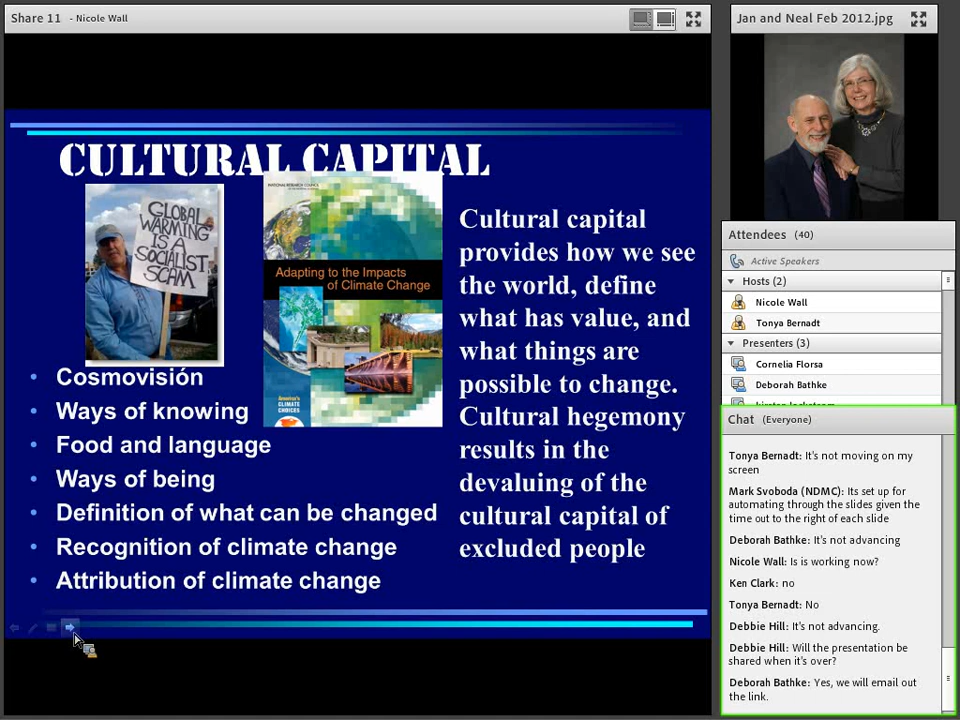 Share 11 - Nicole Wall
CULTURAL CAPITAL
GLOBAL
WARMING
IS A
SOCIALIST
SCAM
NATIONAL RESEARCH COUNCIL
Adapting to the Impacts
of Climate Change
America's
CLIMATE
CHOICES
• Cosmovisión
• Ways of knowing
• Food and language
• Ways of being
• Definition of what can be changed
• Recognition of climate change
• Attribution of climate change
Cultural capital
provides how we see
the world, define
what has value, and
what things are
possible to change.
Cultural hegemony
results in the
devaluing of the
cultural capital of
excluded people
Jan and Neal Feb 2012.jpg
Attendees (40)
Active Speakers
Hosts (2)
Nicole Wall
Tonya Bernadt
Presenters (3)
Cornelia Florsa
Deborah Bathke
Chat (Everyone)
Tonya Bernadt: It's not moving on my
screen
Mark Svoboda (NDMC): Its set up for
automating through the slides given the
time out to the right of each slide
Deborah Bathke: It's not advancing
Nicole Wall: Is is working now?
Ken Clark: no
Tonya Bernadt: No
Debbie Hill: It's not advancing.
Debbie Hill: Will the presentation be
shared when it's over?
Deborah Bathke: Yes, we will email out
the link.